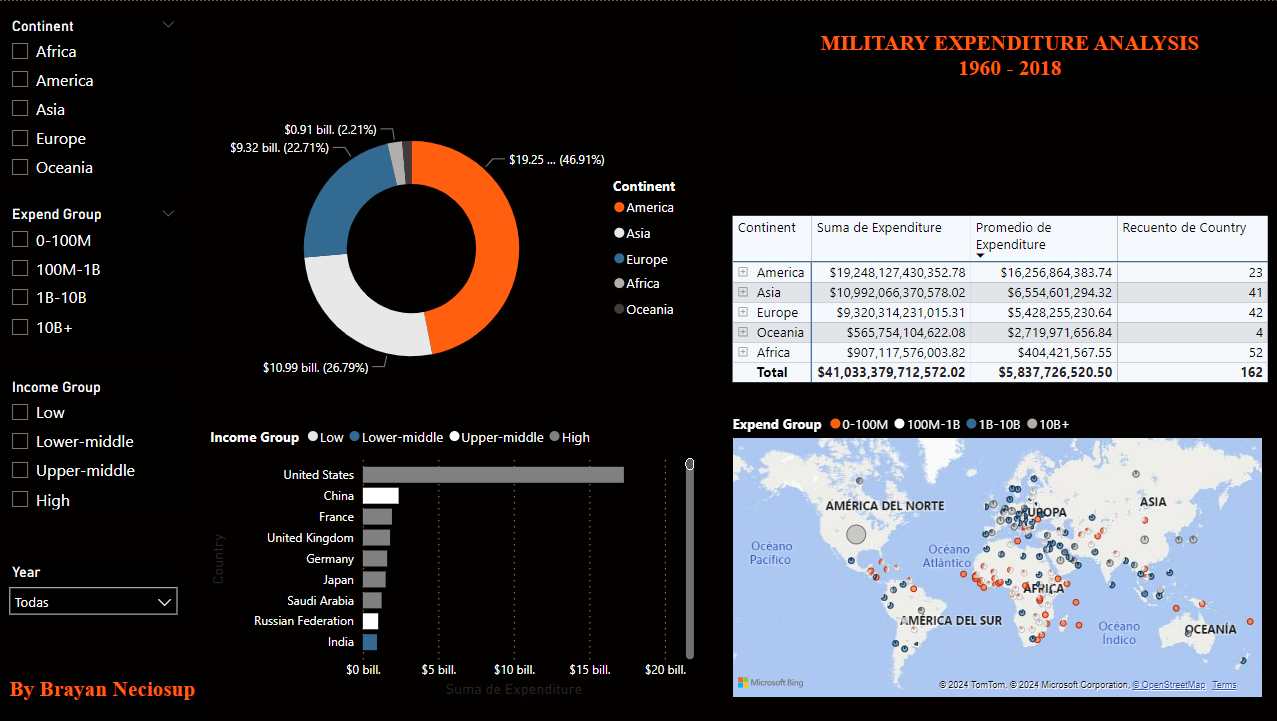 Continent
Africa
America
Asia
Europe
Oceania
Expend Group
0-100M
100M-1B
1B-10B
10B+
Income Group
Low
Lower-middle
Upper-middle
High
Year
Todas
By Brayan Neciosup
MILITARY EXPENDITURE ANALYSIS
1960 - 2018
$0.91 bill. (2.21%)
$9.32 bill. (22.71%)
$19.25 ... (46.91%)
$10.99 bill. (26.79%)
Continent
America
Asia
Europe
Africa
Oceania
Continent Suma de Expenditure Promedio de Expenditure Recuento de Country
America $19,248,127,430,352.78 $16,256,864,383.74 23
Asia $10,992,066,370,578.02 $6,554,601,294.32 41
Europe $9,320,314,231,015.31 $5,428,255,230.64 42
Oceania $565,754,104,622.08 $2,719,971,656.84 4
Africa $907,117,576,003.82 $404,421,567.55 52
Total $41,033,379,712,572.02 $5,837,726,520.50 162
Income Group Low Lower-middle Upper-middle High
Country
United States
China
France
United Kingdom
Germany
Japan
Saudi Arabia
Russian Federation
India
$0 bill. $5 bill. $10 bill. $15 bill. $20 bill.
Suma de Expenditure
Expend Group 0-100M 100M-1B 1B-10B 10B+
AMÉRICA DEL NORTE
EUROPA
ASIA
Océano
Pacífico
Océano
Atlántico
ÁFRICA
AMÉRICA DEL SUR
Océano
Índico
OCEANÍA
Microsoft Bing
© 2024 TomTom, © 2024 Microsoft Corporation, © OpenStreetMap Terms